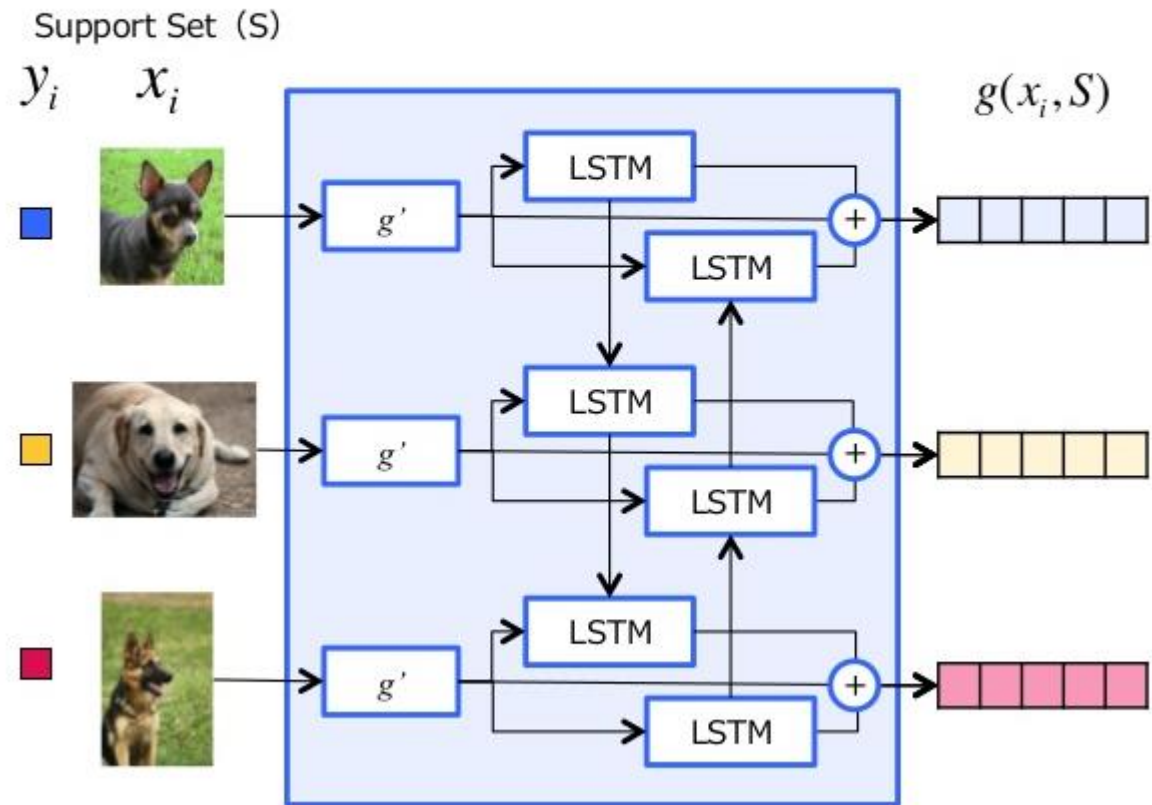 Support Set (S)
y_i x_i g(x_i, S)
LSTM
g'
+
LSTM
LSTM
g'
+
LSTM
LSTM
g'
+
LSTM